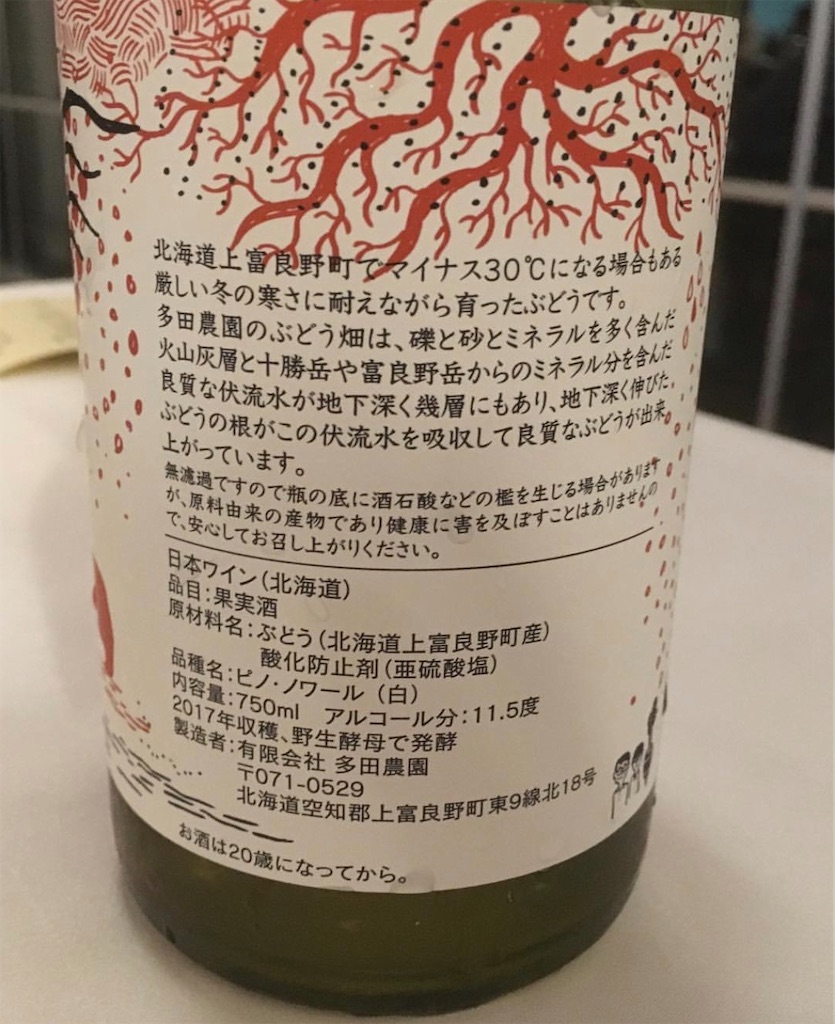 北海道上富良野町でマイナス30℃になる場合もある
厳しい冬の寒さに耐えながら育ったぶどうです。
多田農園のぶどう畑は、礫と砂とミネラルを多く含んだ
火山灰層と十勝岳や富良野岳からのミネラル分を含んだ
良質な伏流水が地下深く幾層にもあり、地下深く伸びた
ぶどうの根がこの伏流水を吸収して良質なぶどうが出来
上がっています。
無濾過ですので瓶の底に酒石酸などの檻を生じる場合があります
が、原料由来の産物であり健康に害を及ぼすことはありませんの
で、安心してお召し上がりください。
日本ワイン(北海道)
品目:果実酒
原材料名:ぶどう(北海道上富良野町産)
酸化防止剤(亜硫酸塩)
品種名:ピノ・ノワール(白)
内容量:750ml アルコール分:11.5度
2017年収穫、野生酵母で発酵
製造者:有限会社 多田農園
〒071-0529
北海道空知郡上富良野町東9線北18号
お酒は20歳になってから。